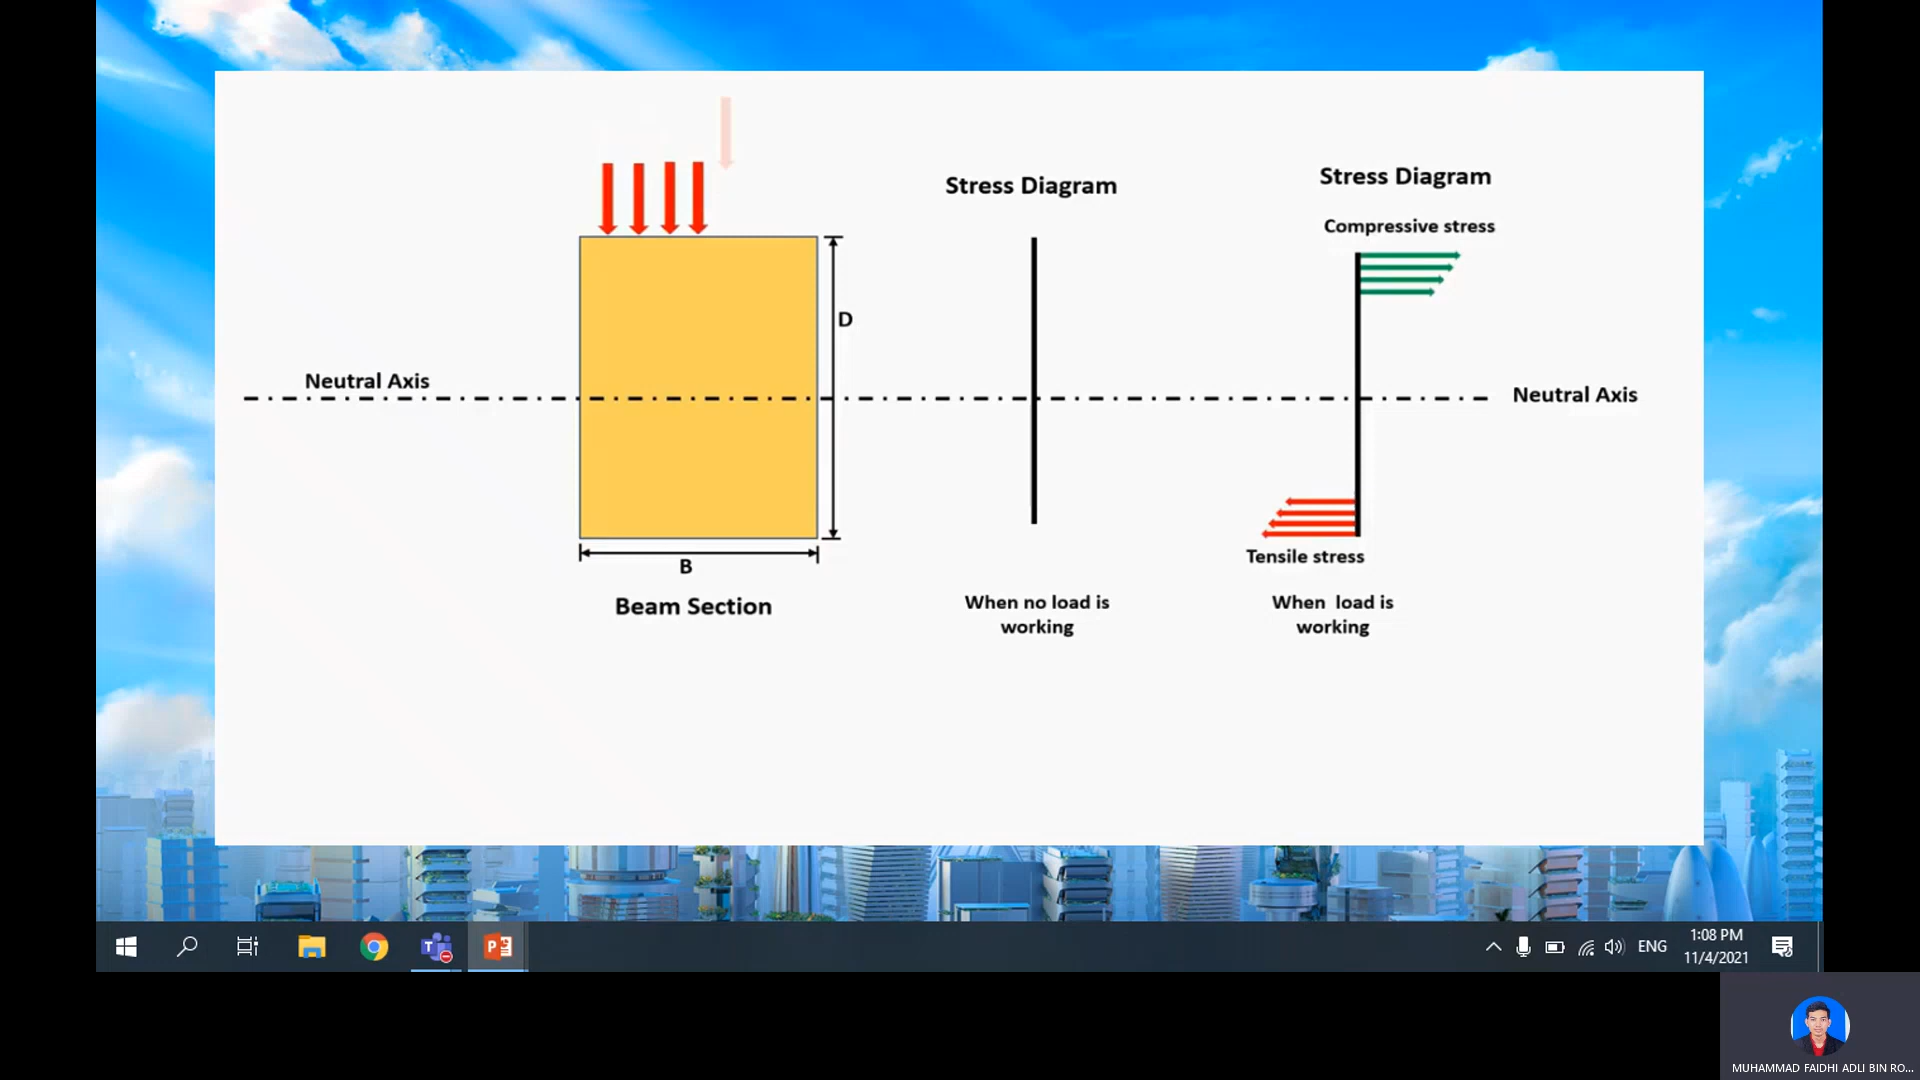 Stress Diagram
Stress Diagram
Compressive stress
D
Neutral Axis
Neutral Axis
Tensile stress
B
Beam Section
When no load is
working
When load is
working
ENG
1:08 PM
11/4/2021
MUHAMMAD FAIDHI ADLI BIN RO...